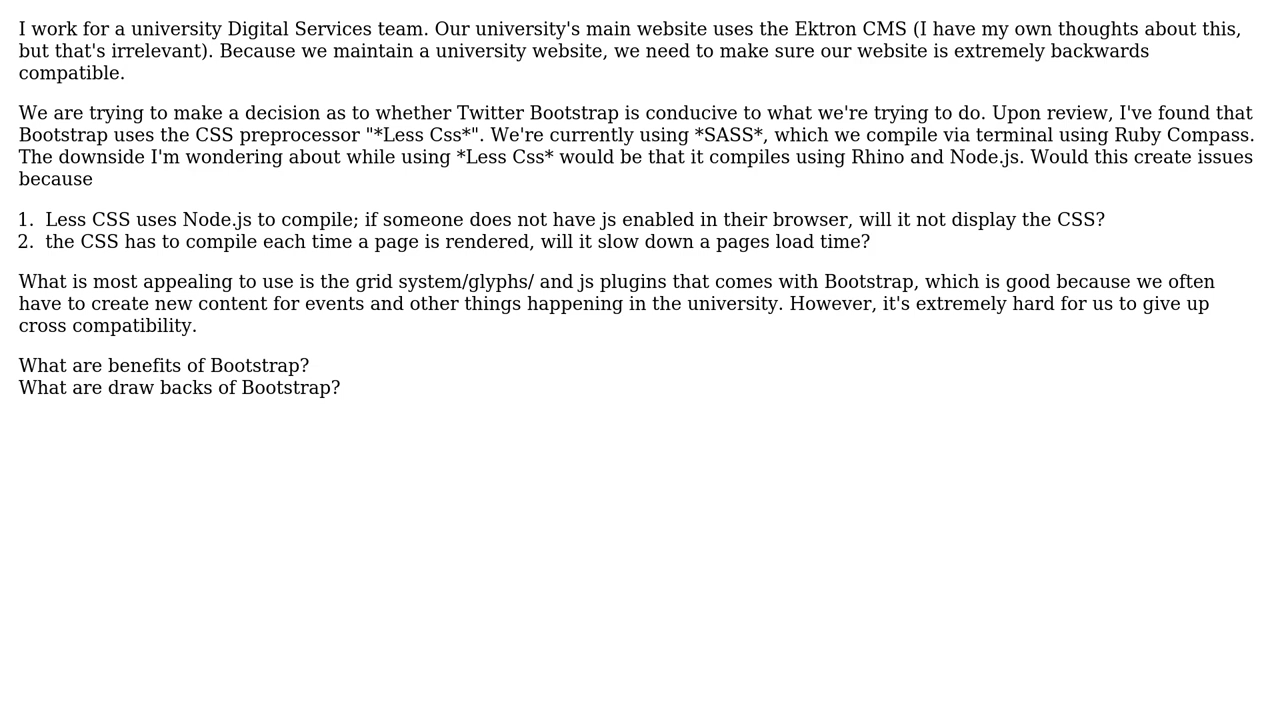 I work for a university Digital Services team. Our university's main website uses the Ektron CMS (I have my own thoughts about this,
but that's irrelevant). Because we maintain a university website, we need to make sure our website is extremely backwards
compatible.
We are trying to make a decision as to whether Twitter Bootstrap is conducive to what we're trying to do. Upon review, I've found that
Bootstrap uses the CSS preprocessor "*Less Css*". We're currently using *SASS*, which we compile via terminal using Ruby Compass.
The downside I'm wondering about while using *Less Css* would be that it compiles using Rhino and Node.js. Would this create issues
because
1. Less CSS uses Node.js to compile; if someone does not have js enabled in their browser, will it not display the CSS?
2. the CSS has to compile each time a page is rendered, will it slow down a pages load time?
What is most appealing to use is the grid system/glyphs/ and js plugins that comes with Bootstrap, which is good because we often
have to create new content for events and other things happening in the university. However, it's extremely hard for us to give up
cross compatibility.
What are benefits of Bootstrap?
What are draw backs of Bootstrap?